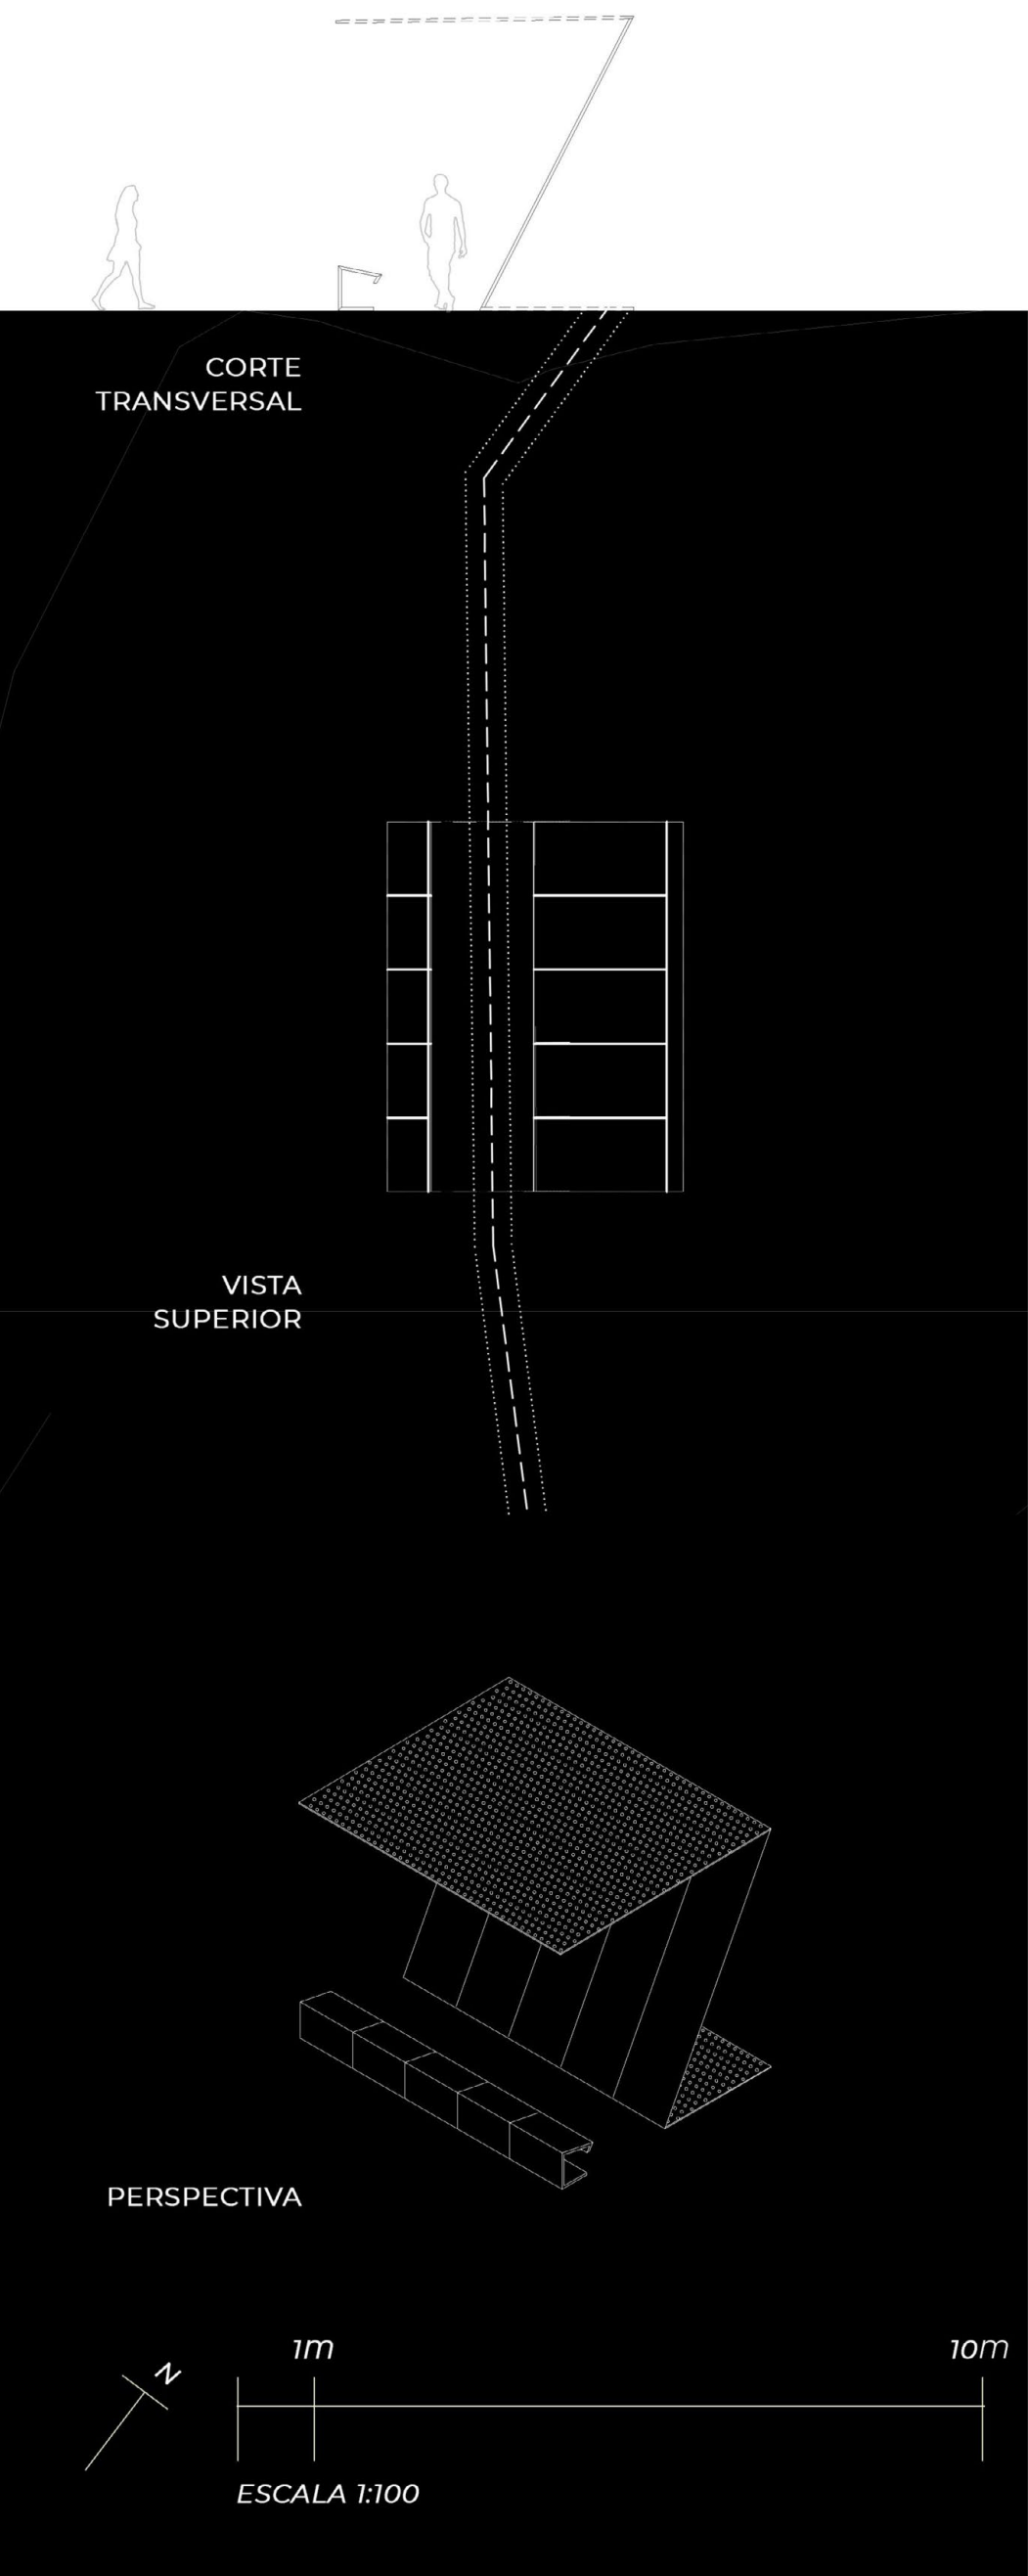 CORTE
TRANSVERSAL
VISTA
SUPERIOR
PERSPECTIVA
1m
10m
N
ESCALA 1:100